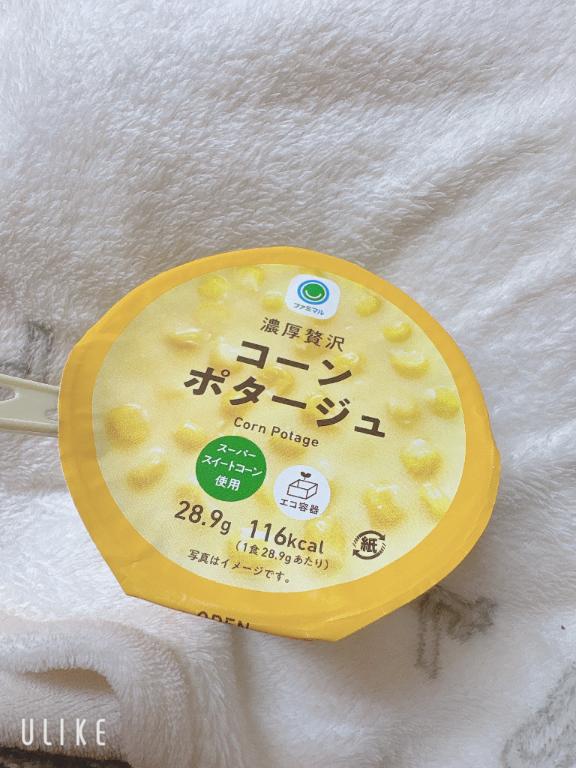 ファミマル
濃厚贅沢
コーン
ポタージュ
Corn Potage
スーパー
スイートコーン
使用
エコ容器
28.9g 116kcal
(1食28.9gあたり)
紙
写真はイメージです。
OPEN
ULIKE